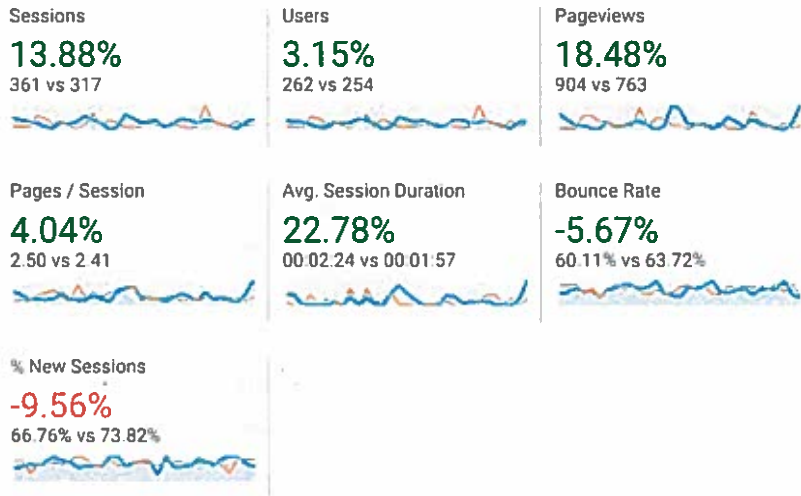 Sessions
13.88%
361 vs 317
Users
3.15%
262 vs 254
Pageviews
18.48%
904 vs 763
Pages / Session
4.04%
2.50 vs 2.41
Avg. Session Duration
22.78%
00:02:24 vs 00:01:57
Bounce Rate
-5.67%
60.11% vs 63.72%
% New Sessions
-9.56%
66.76% vs 73.82%